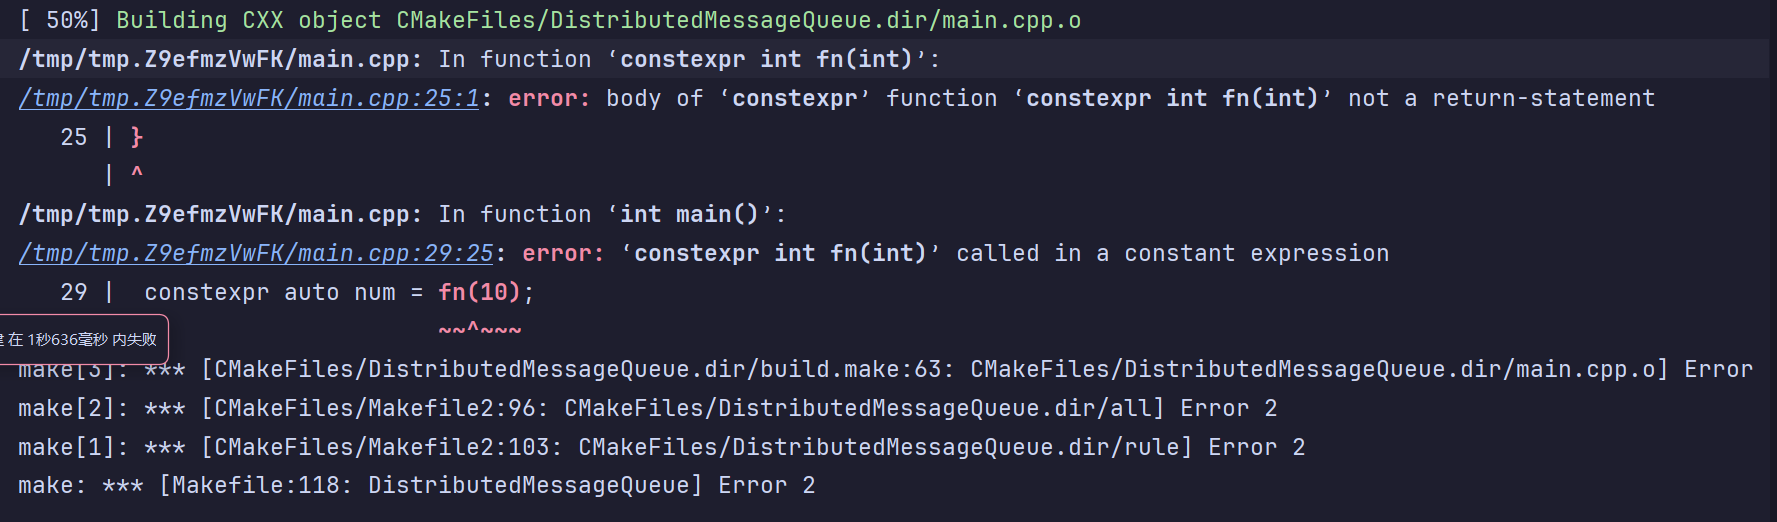 [ 50%] Building CXX object CMakeFiles/DistributedMessageQueue.dir/main.cpp.o
/tmp/tmp.Z9efmzVwFK/main.cpp: In function ‘constexpr int fn(int)’:
/tmp/tmp.Z9efmzVwFK/main.cpp:25:1: error: body of ‘constexpr’ function ‘constexpr int fn(int)’ not a return-statement
   25 | }
      | ^
/tmp/tmp.Z9efmzVwFK/main.cpp: In function ‘int main()’:
/tmp/tmp.Z9efmzVwFK/main.cpp:29:25: error: ‘constexpr int fn(int)’ called in a constant expression
   29 |  constexpr auto num = fn(10);
                              ~~^~~~
在 1秒636毫秒 内失败
make[3]: *** [CMakeFiles/DistributedMessageQueue.dir/build.make:63: CMakeFiles/DistributedMessageQueue.dir/main.cpp.o] Error
make[2]: *** [CMakeFiles/Makefile2:96: CMakeFiles/DistributedMessageQueue.dir/all] Error 2
make[1]: *** [CMakeFiles/Makefile2:103: CMakeFiles/DistributedMessageQueue.dir/rule] Error 2
make: *** [Makefile:118: DistributedMessageQueue] Error 2